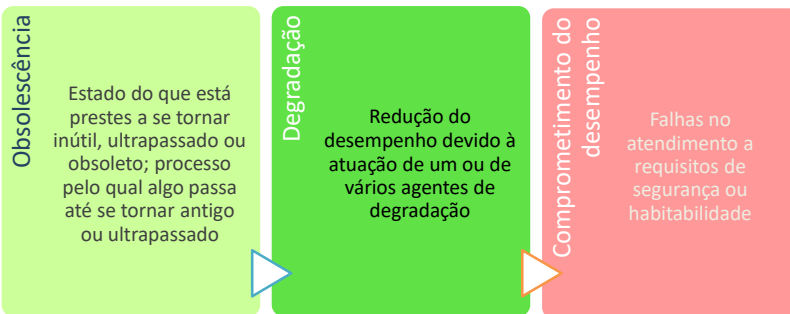 Obsolescência
Estado do que está
prestes a se tornar
inútil, ultrapassado ou
obsoleto; processo
pelo qual algo passa
até se tornar antigo
ou ultrapassado
Degradação
Redução do
desempenho devido à
atuação de um ou de
vários agentes de
degradação
Comprometimento do
desempenho
Falhas no
atendimento a
requisitos de
segurança ou
habitabilidade